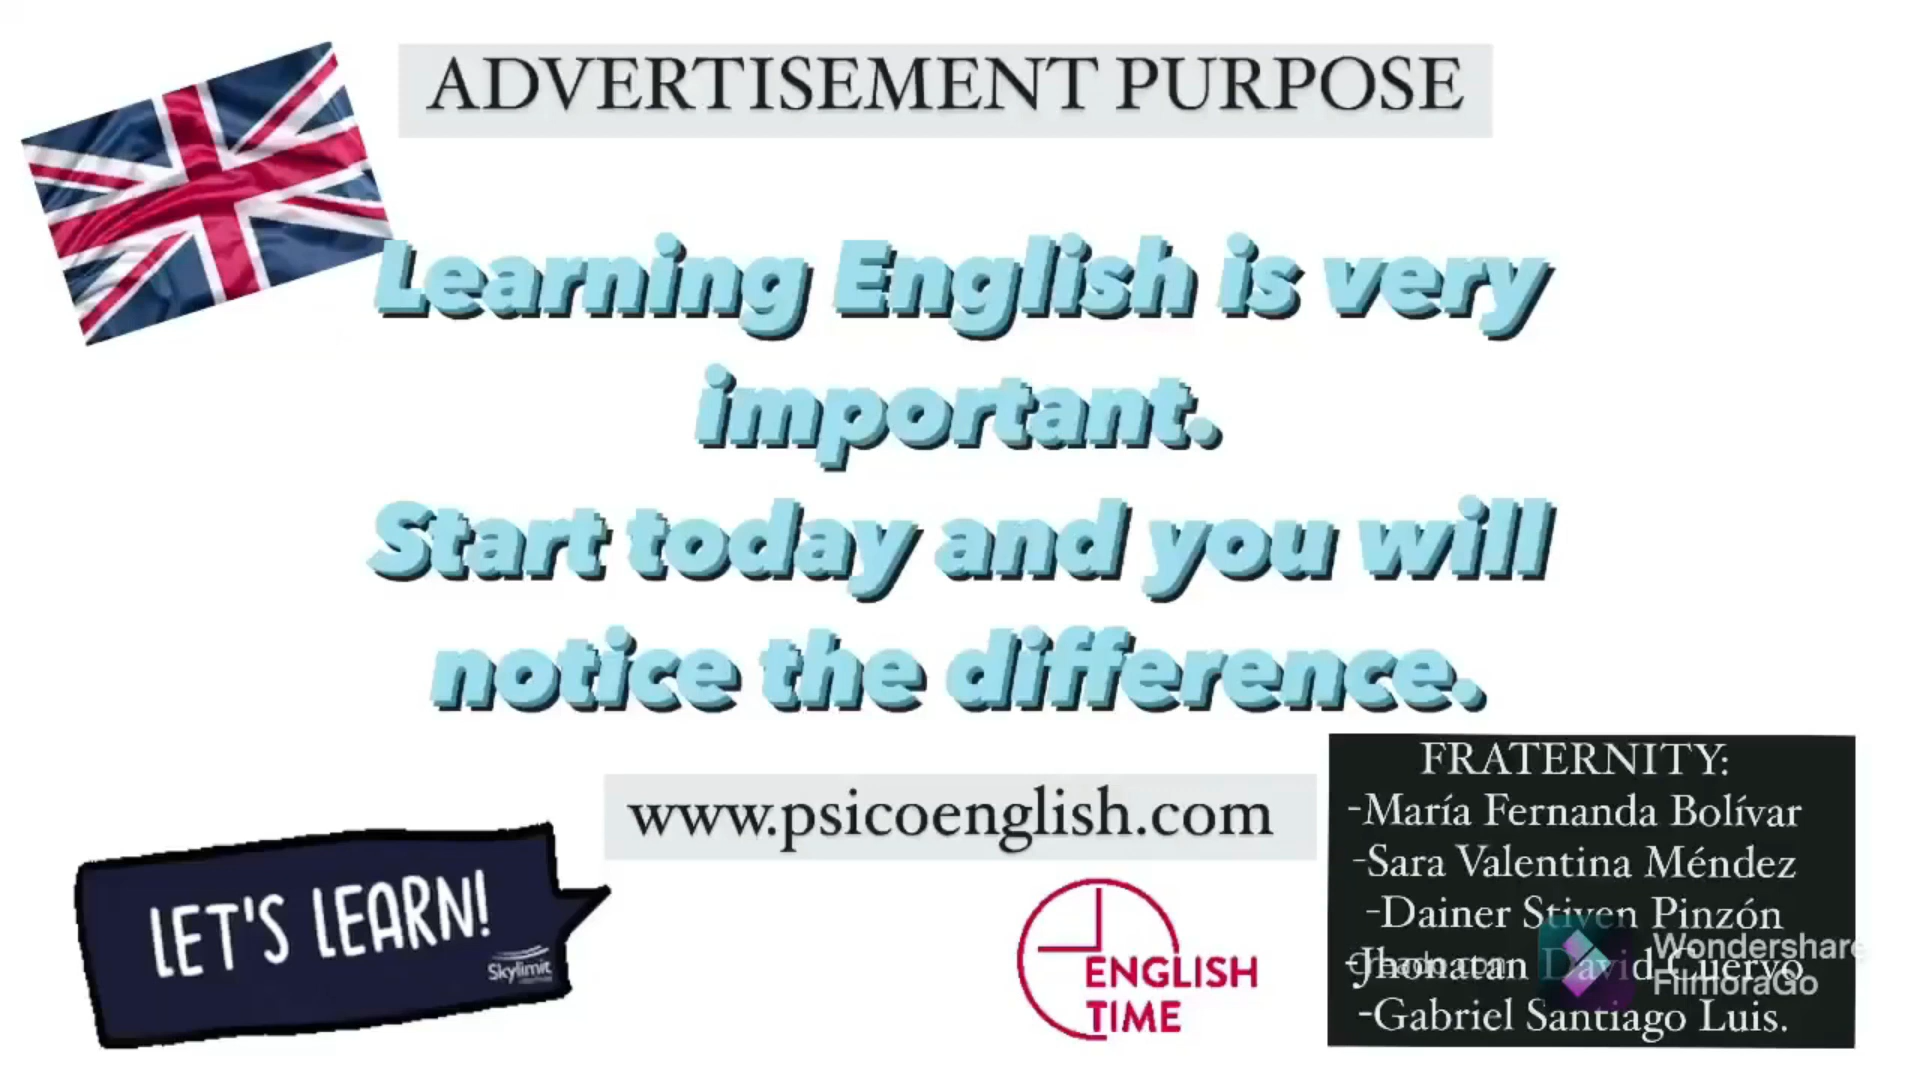 ADVERTISEMENT PURPOSE
Learning English is very
important.
Start today and you will
notice the difference.
www.psicoenglish.com
LET'S LEARN!
Skylimit
ENGLISH
TIME
FRATERNITY:
-María Fernanda Bolívar
-Sara Valentina Méndez
-Dainer Stiven Pinzón
-Jhonatan David Cuervo
-Gabriel Santiago Luis.
Creado con
Wondershare
FilmoraGo